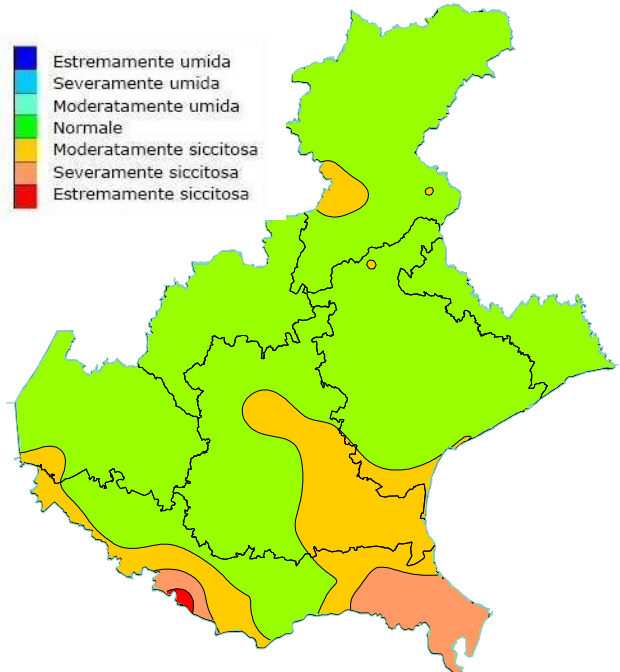 Estremamente umida
Severamente umida
Moderatamente umida
Normale
Moderatamente siccitosa
Severamente siccitosa
Estremamente siccitosa